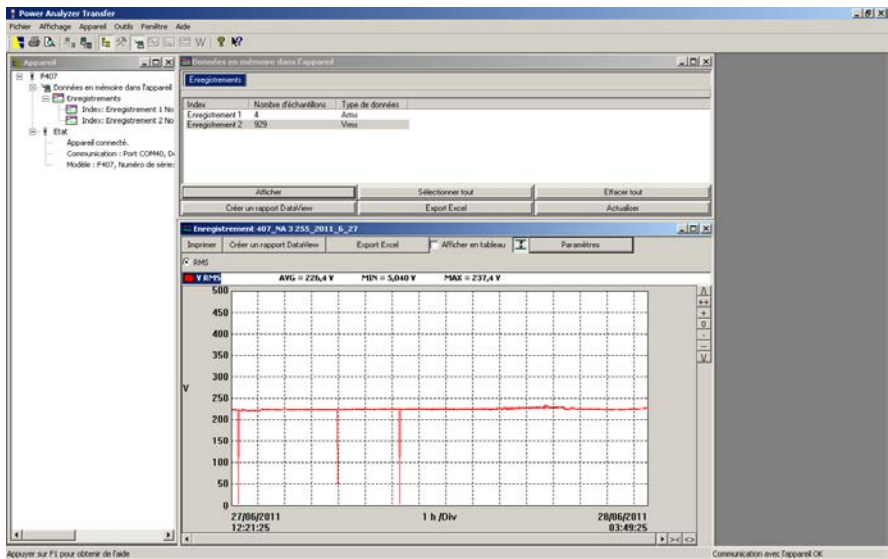 Power Analyzer Transfer
Fichier Affichage Appareil Outils Fenêtre Aide
Appareil
F407
Données en mémoire dans l'appareil
Enregistrements
Index: Enregistrement 1 No
Index: Enregistrement 2 No
Etat
Appareil connecté.
Communication : Port COM40, D
Modèle : F407, Numéro de série:
Données en mémoire dans l'appareil
Enregistrements
Index Nombre d'échantillons Type de données
Enregistrement 1 4 Arms
Enregistrement 2 929 Vrms
Afficher Sélectionner tout Effacer tout
Créer un rapport DataView Export Excel Actualiser
Enregistrement 407_NA 3 255_2011_6_27
Imprimer Créer un rapport DataView Export Excel Afficher en tableau Paramètres
RMS
V RMS AVG = 226,4 V MIN = 5,040 V MAX = 237,4 V
500
450
400
350
300
V
250
200
150
100
50
0
27/06/2011 1 h /Div 28/06/2011
12:21:25 03:49:25
Appuyer sur F1 pour obtenir de l'aide Communication avec l'appareil OK